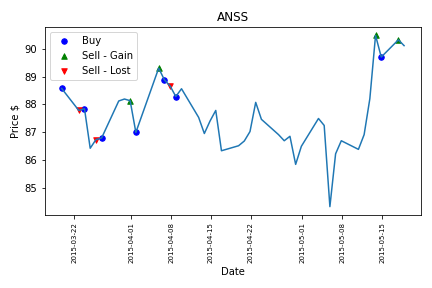 ANSS
Buy
Sell - Gain
Sell - Lost
Price $
90
89
88
87
86
85
2015-03-22
2015-04-01
2015-04-08
2015-04-15
2015-04-22
2015-05-01
2015-05-08
2015-05-15
Date